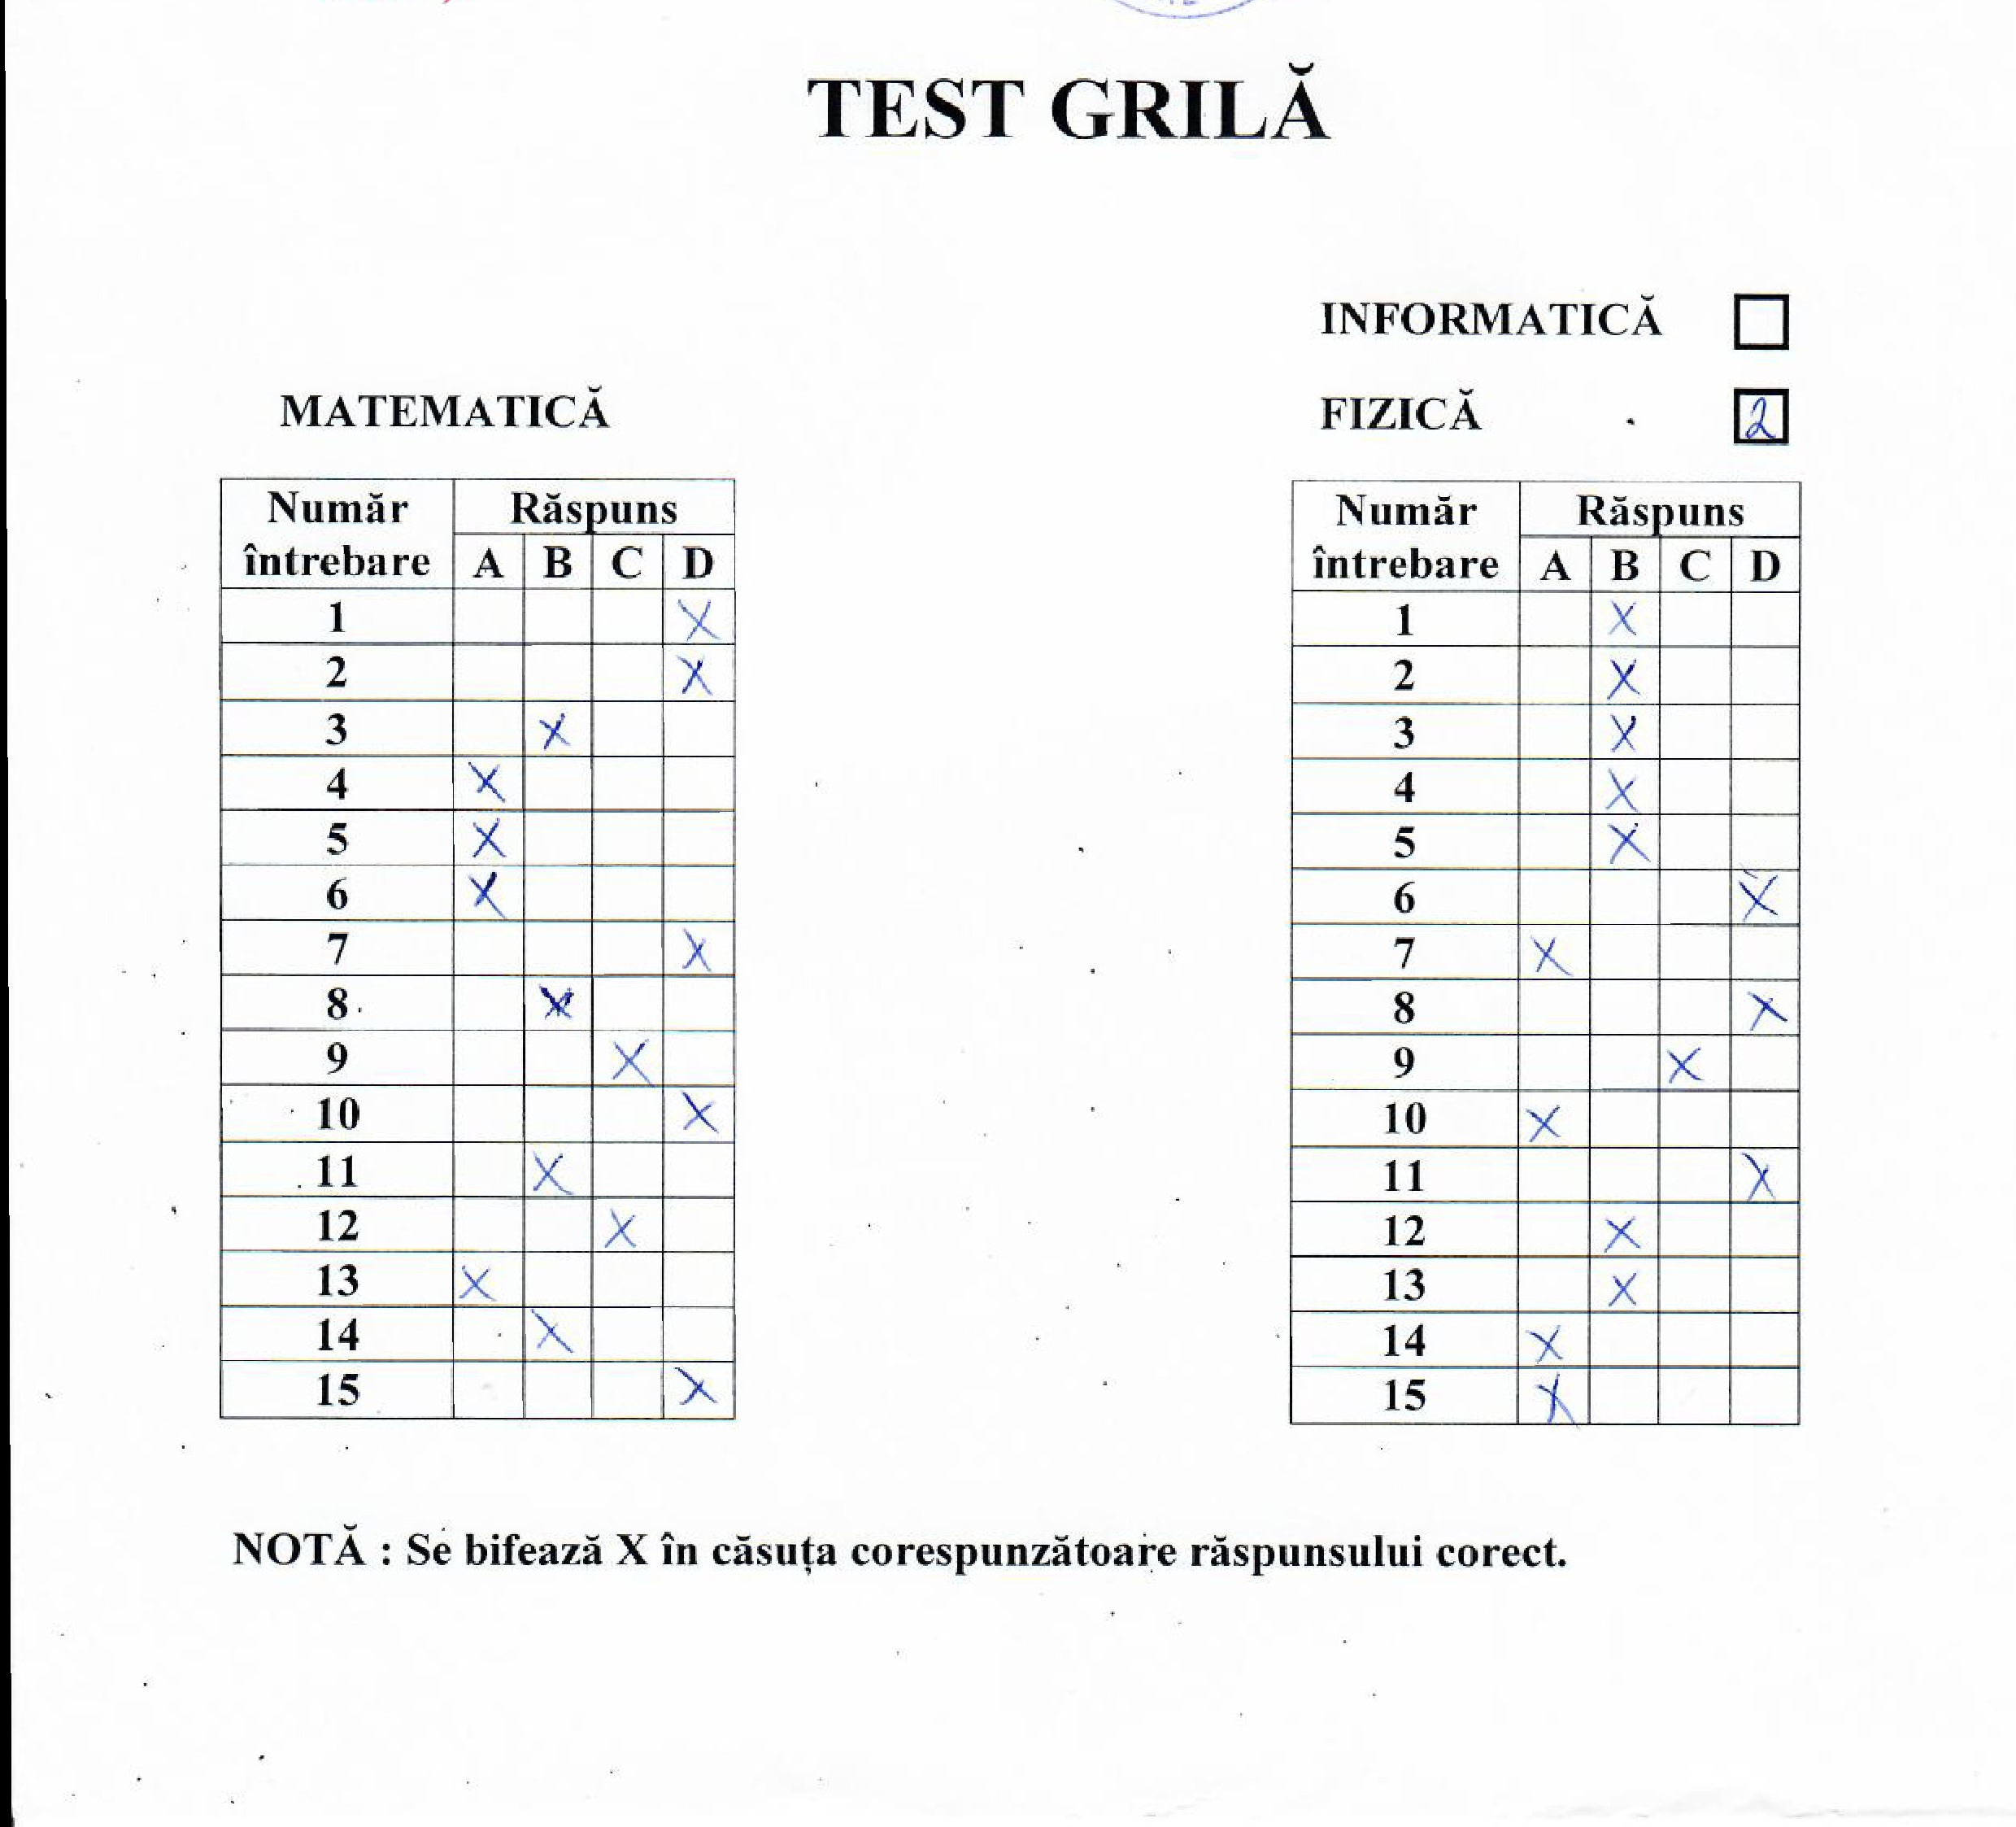 TEST GRILĂ
INFORMATICĂ
MATEMATICĂ
FIZICĂ 2
Număr întrebare Răspuns
A B C D
1 X
2 X
3 X
4 X
5 X
6 X
7 X
8 X
9 X
10 X
11 X
12 X
13 X
14 X
15 X
Număr întrebare Răspuns
A B C D
1 X
2 X
3 X
4 X
5 X
6 X
7 X
8 X
9 X
10 X
11 X
12 X
13 X
14 X
15 X
NOTĂ : Se bifează X în căsuța corespunzătoare răspunsului corect.